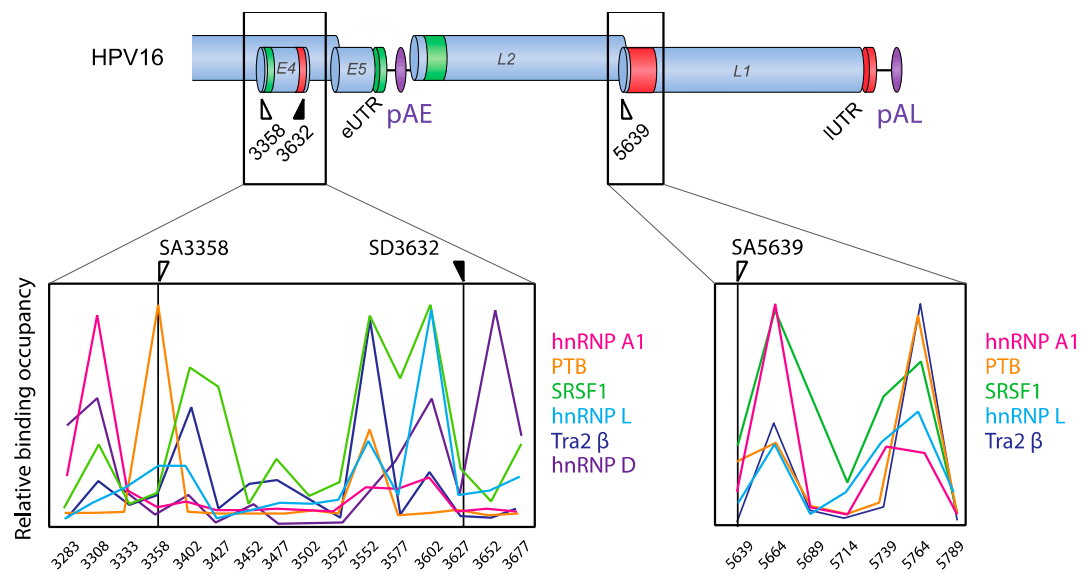 HPV16
E4
E5
L2
L1
eUTR
pAE
lUTR
pAL
3358
3632
5639
SA3358
SD3632
SA5639
Relative binding occupancy
hnRNP A1
PTB
SRSF1
hnRNP L
Tra2 β
hnRNP D
hnRNP A1
PTB
SRSF1
hnRNP L
Tra2 β
3283 3308 3333 3358 3402 3427 3452 3477 3502 3527 3552 3577 3602 3627 3652 3677
5639 5664 5689 5714 5739 5764 5789